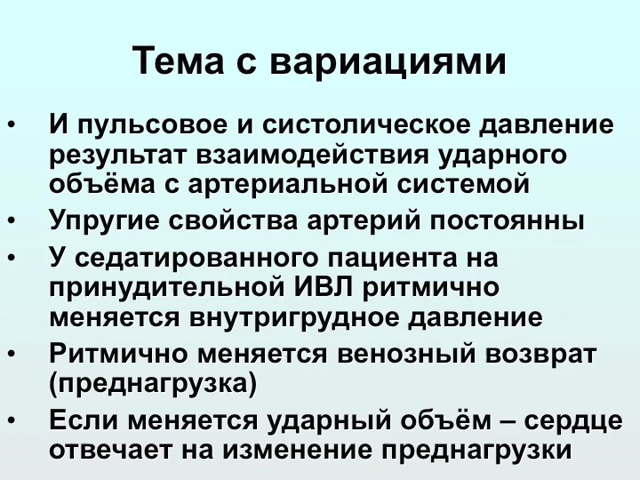 Тема с вариациями
• И пульсовое и систолическое давление
результат взаимодействия ударного
объёма с артериальной системой
• Упругие свойства артерий постоянны
• У седатированного пациента на
принудительной ИВЛ ритмично
меняется внутригрудное давление
• Ритмично меняется венозный возврат
(преднагрузка)
• Если меняется ударный объём – сердце
отвечает на изменение преднагрузки